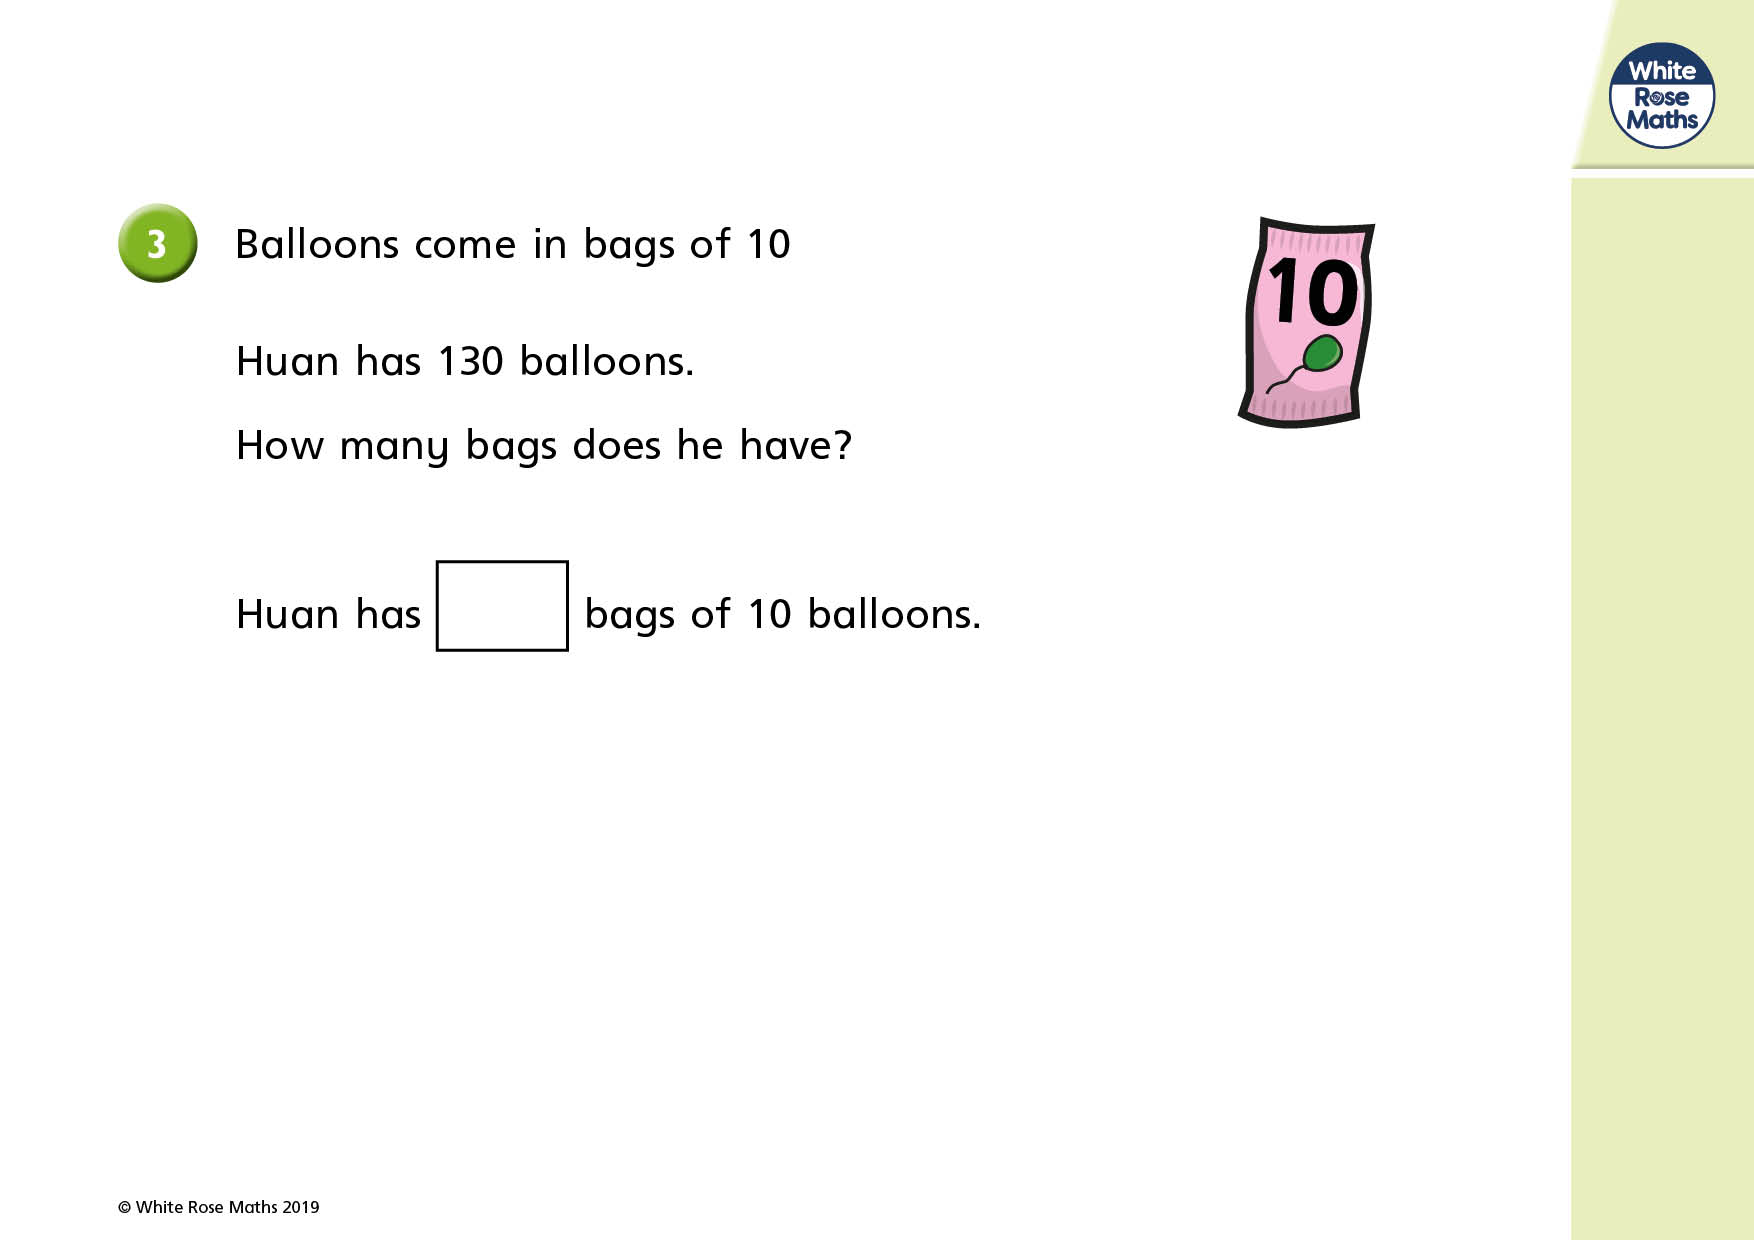 White
Rose
Maths
3 Balloons come in bags of 10
10
Huan has 130 balloons.
How many bags does he have?
Huan has bags of 10 balloons.
© White Rose Maths 2019